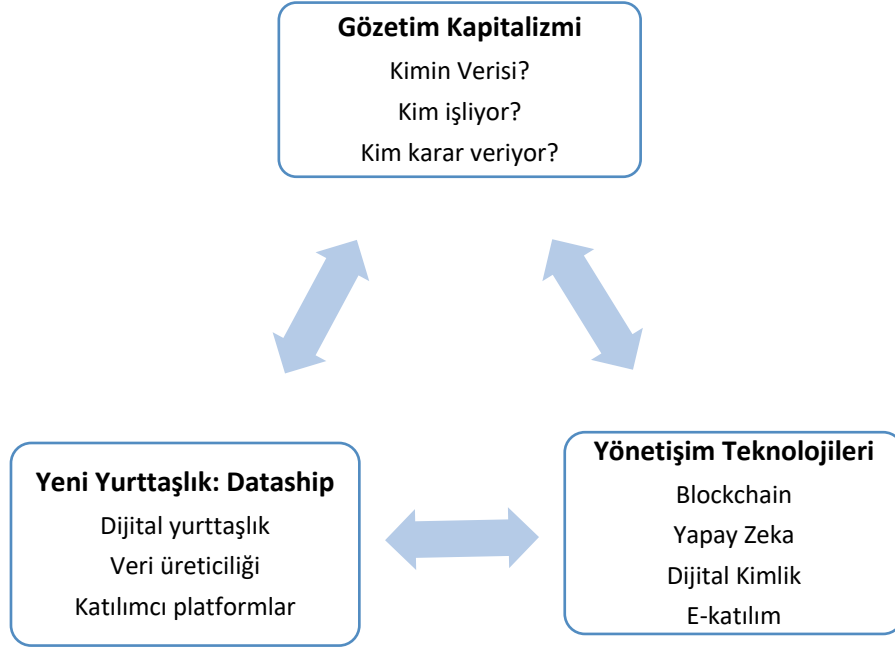 Gözetim Kapitalizmi
Kimin Verisi?
Kim işliyor?
Kim karar veriyor?
Yeni Yurttaşlık: Dataship
Dijital yurttaşlık
Veri üreticiliği
Katılımcı platformlar
Yönetişim Teknolojileri
Blockchain
Yapay Zeka
Dijital Kimlik
E-katılım